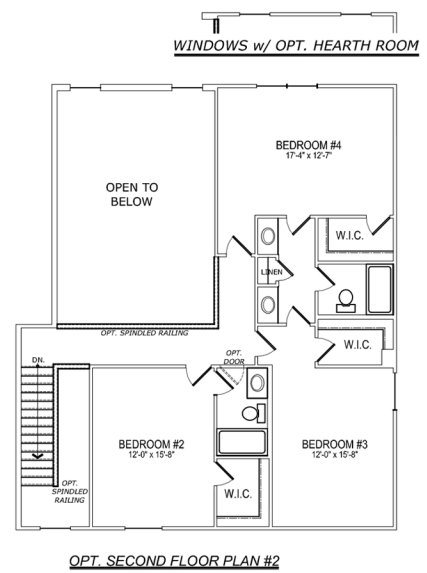 WINDOWS w/ OPT. HEARTH ROOM
BEDROOM #4
17'-4" x 12'-7"
OPEN TO
BELOW
W.I.C.
LINEN
OPT. SPINDLED RAILING
W.I.C.
OPT.
DOOR
DN.
BEDROOM #2
12'-0" x 15'-8"
BEDROOM #3
12'-0" x 15'-8"
OPT.
SPINDLED
RAILING
W.I.C.
OPT. SECOND FLOOR PLAN #2